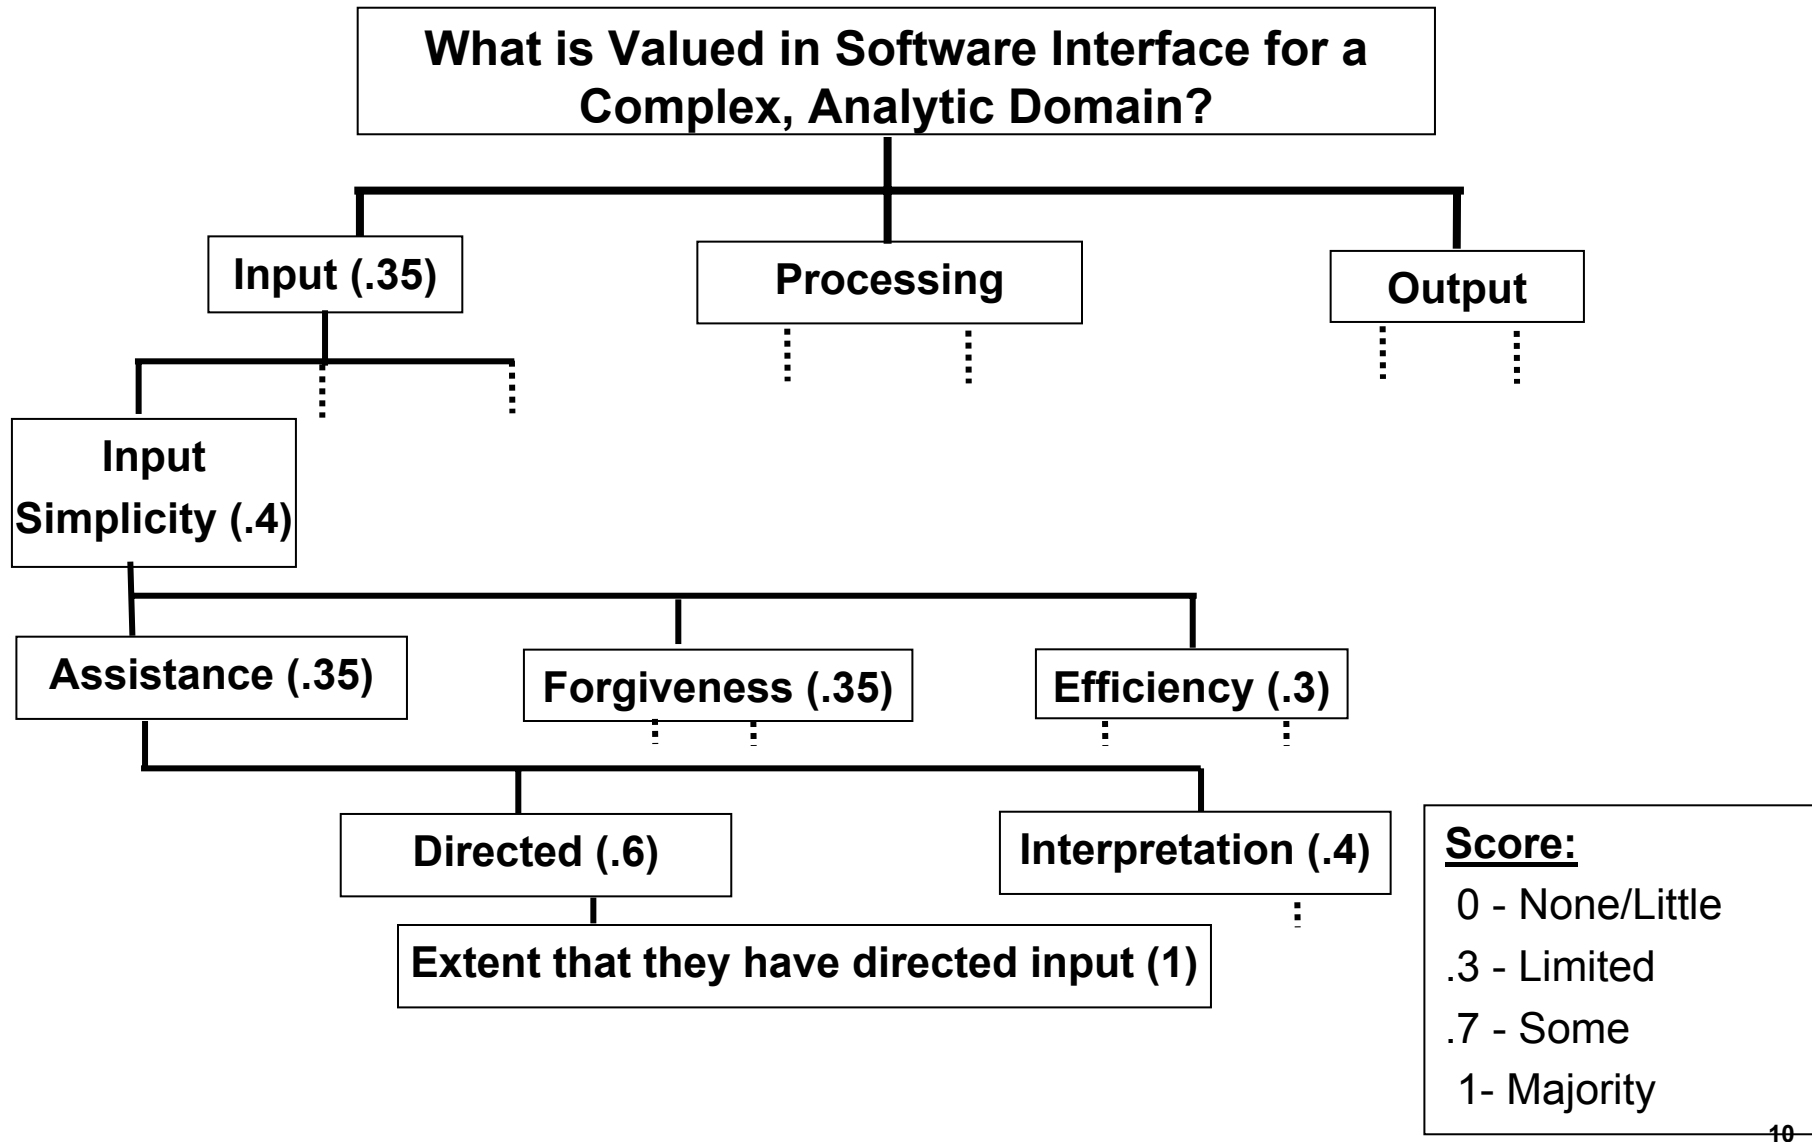 What is Valued in Software Interface for a
Complex, Analytic Domain?
Input (.35)
Processing
Output
Input
Simplicity (.4)
Assistance (.35)
Forgiveness (.35)
Efficiency (.3)
Directed (.6)
Interpretation (.4)
Extent that they have directed input (1)
Score:
0 - None/Little
.3 - Limited
.7 - Some
1- Majority
10